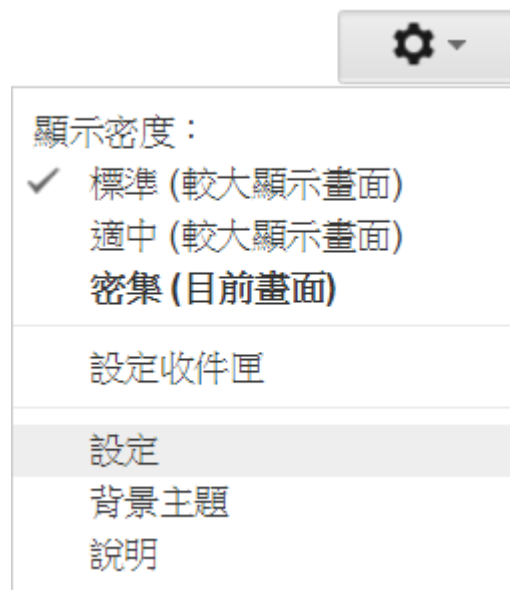 顯示密度：
標準 (較大顯示畫面)
適中 (較大顯示畫面)
密集 (目前畫面)
設定收件匣
設定
背景主題
說明